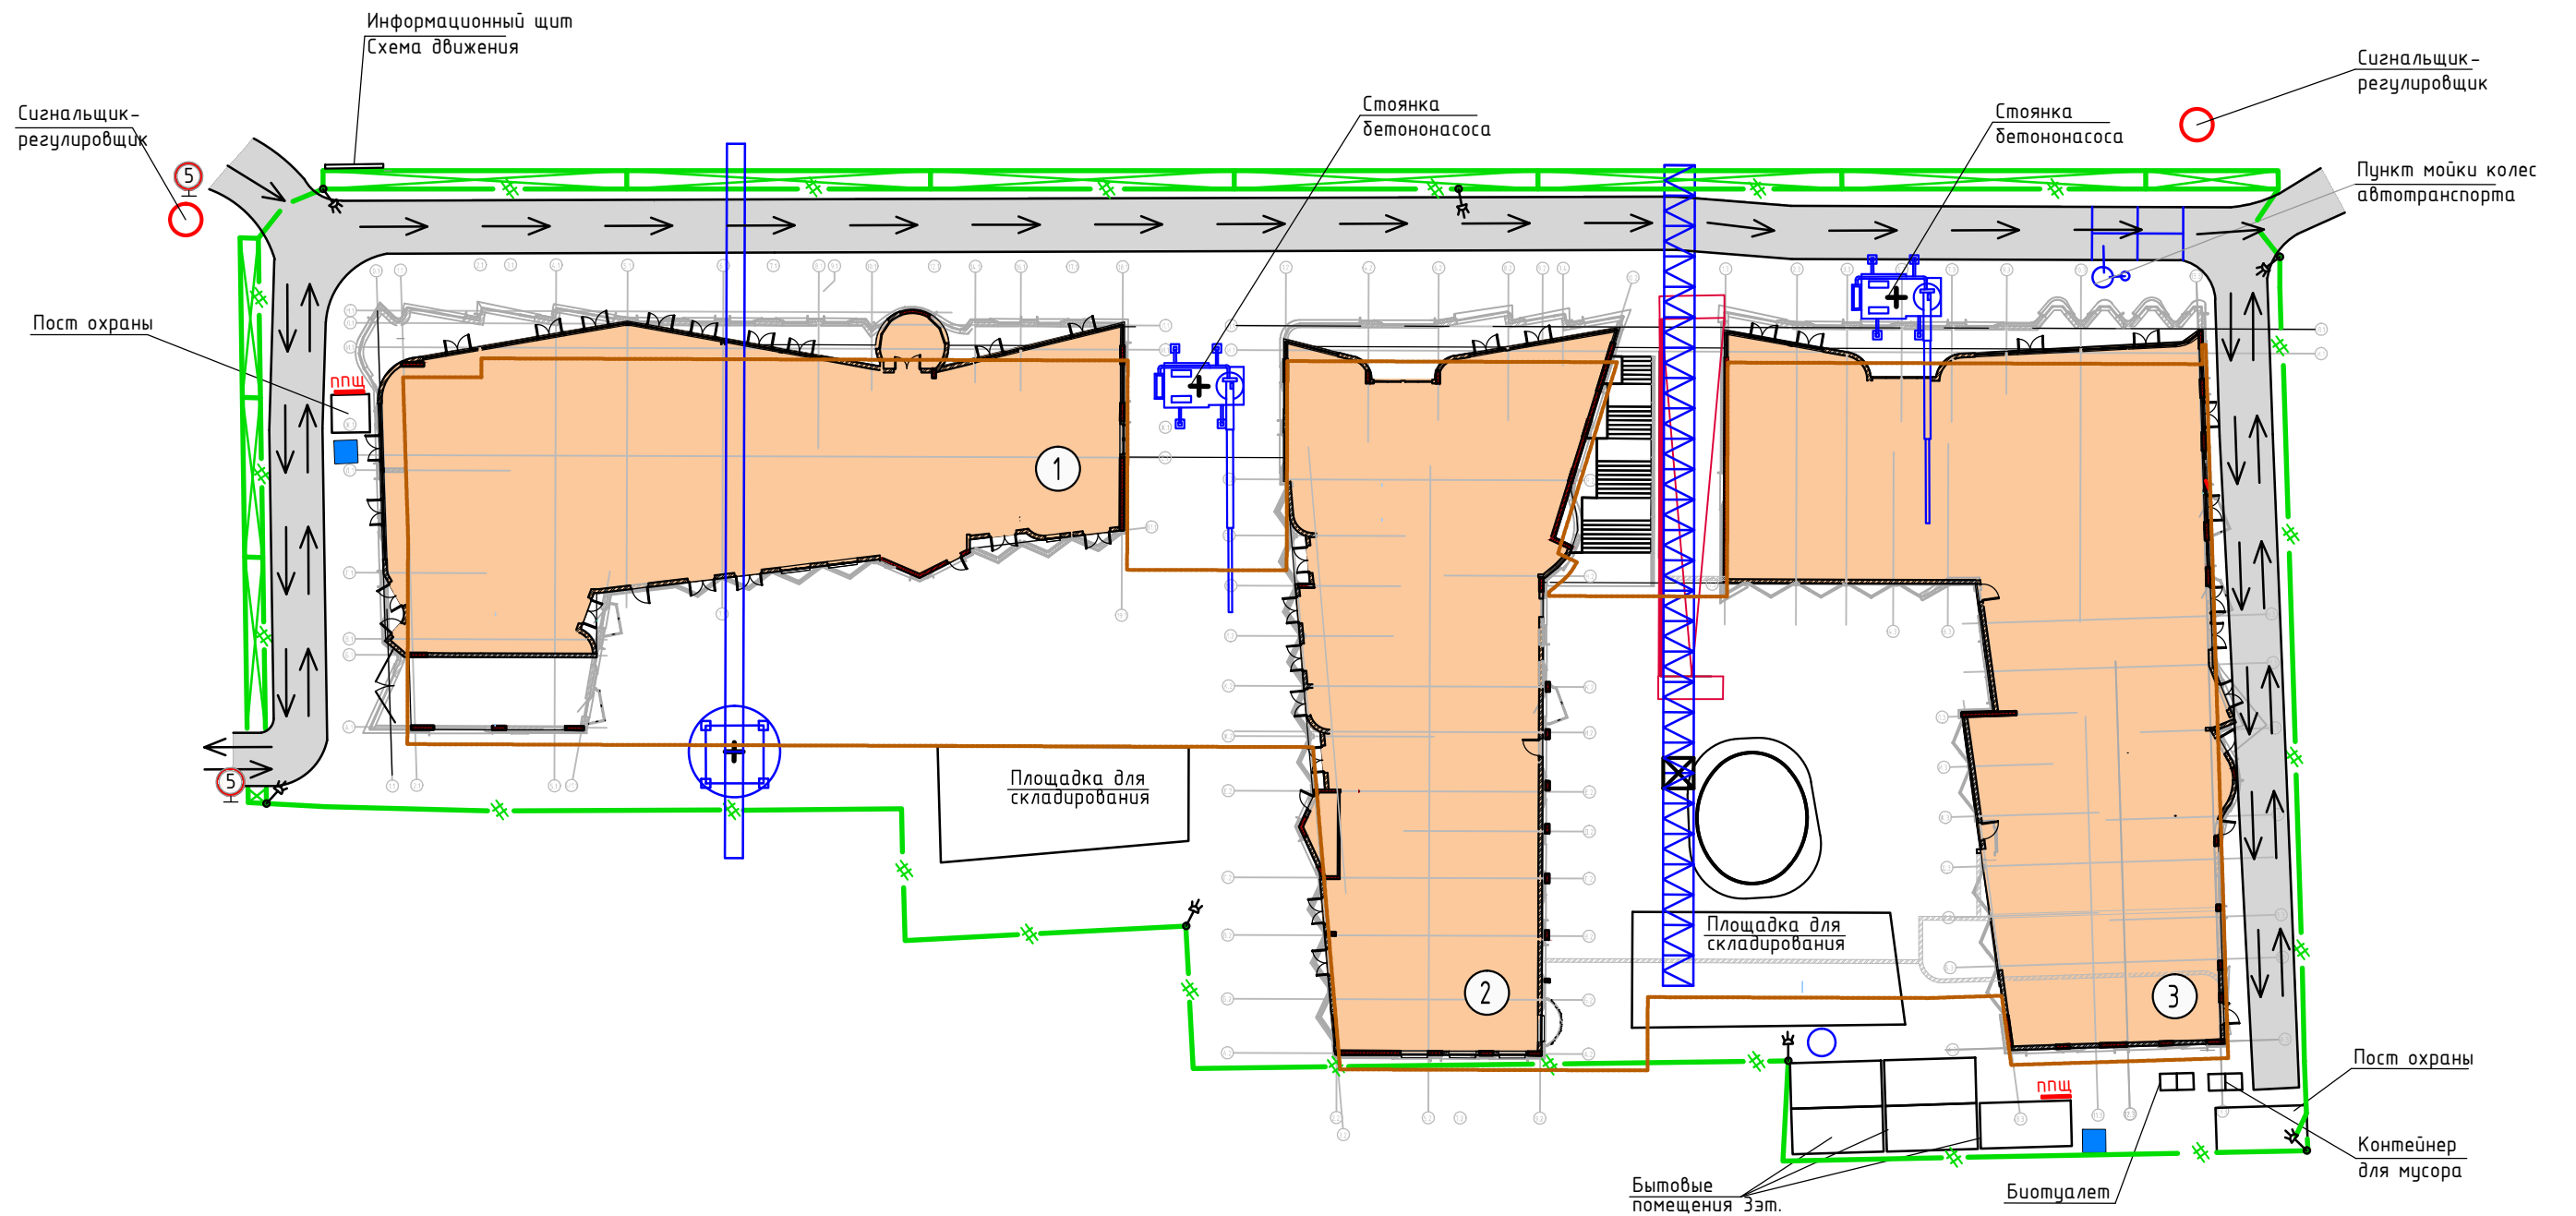 Информационный щит
Схема движения
Сигнальщик-
регулировщик
5
Стоянка
бетононасоса
Стоянка
бетононасоса
Сигнальщик-
регулировщик
Пункт мойки колес
автотранспорта
Пост охраны
ппщ
1
5
Площадка для
складирования
Площадка для
складирования
2
3
ппщ
Пост охраны
Контейнер
для мусора
Биотуалет
Бытовые
помещения 3эт.